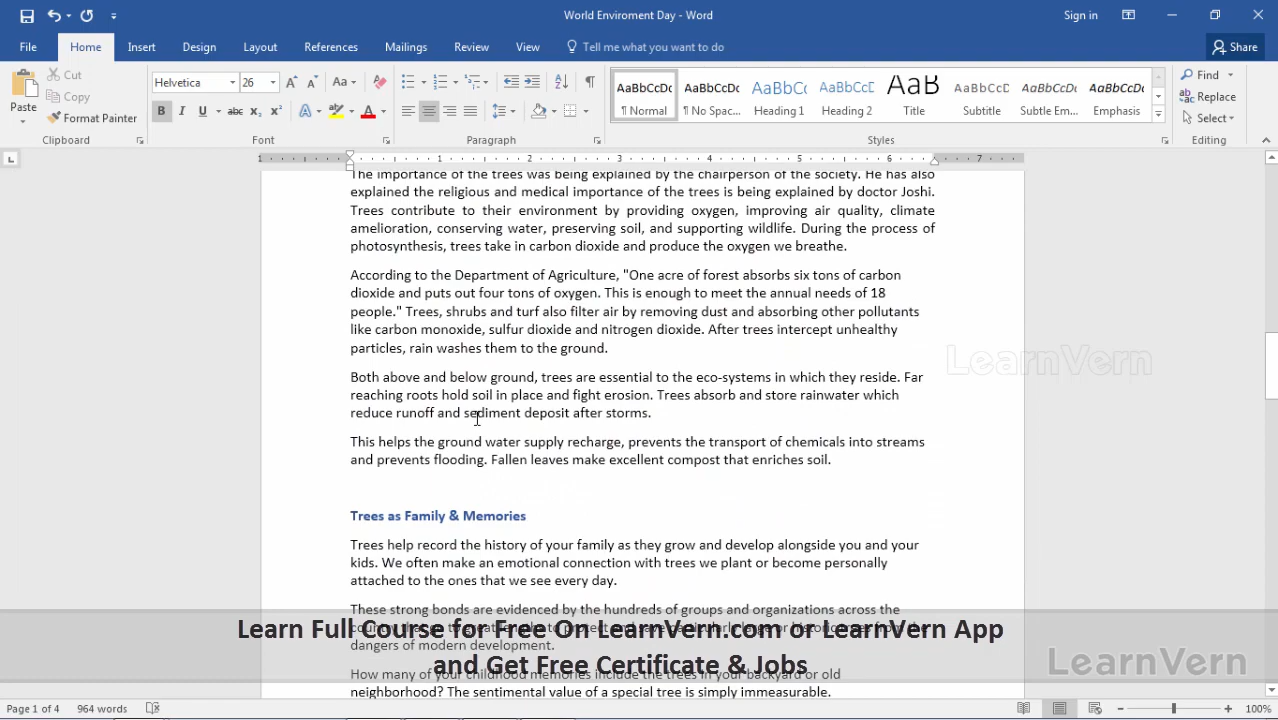 World Enviroment Day - Word
Sign in
File Home Insert Design Layout References Mailings Review View Tell me what you want to do Share
Paste
Cut
Copy
Format Painter
Helvetica 26
Clipboard Font Paragraph Styles Editing
AaBbCcDc AaBbCcDc AaBbC AaBbCcD AaB AaBbCcD AaBbCcDc AaBbCcDc
¶ Normal ¶ No Spac... Heading 1 Heading 2 Title Subtitle Subtle Em... Emphasis
Find
Replace
Select
1 1 2 3 4 5 6 7
The importance of the trees was being explained by the chairperson of the society. He has also
explained the religious and medical importance of the trees is being explained by doctor Joshi.
Trees contribute to their environment by providing oxygen, improving air quality, climate
amelioration, conserving water, preserving soil, and supporting wildlife. During the process of
photosynthesis, trees take in carbon dioxide and produce the oxygen we breathe.
According to the Department of Agriculture, "One acre of forest absorbs six tons of carbon
dioxide and puts out four tons of oxygen. This is enough to meet the annual needs of 18
people." Trees, shrubs and turf also filter air by removing dust and absorbing other pollutants
like carbon monoxide, sulfur dioxide and nitrogen dioxide. After trees intercept unhealthy
particles, rain washes them to the ground.
LearnVern
Both above and below ground, trees are essential to the eco-systems in which they reside. Far
reaching roots hold soil in place and fight erosion. Trees absorb and store rainwater which
reduce runoff and sediment deposit after storms.
This helps the ground water supply recharge, prevents the transport of chemicals into streams
and prevents flooding. Fallen leaves make excellent compost that enriches soil.
Trees as Family & Memories
Trees help record the history of your family as they grow and develop alongside you and your
kids. We often make an emotional connection with trees we plant or become personally
attached to the ones that we see every day.
These strong bonds are evidenced by the hundreds of groups and organizations across the
Learn Full Course for Free On LearnVern.com or LearnVern App
dangers of modern development.
and Get Free Certificate & Jobs
LearnVern
How many of your childhood memories include the trees in your backyard or old
neighborhood? The sentimental value of a special tree is simply immeasurable.
Page 1 of 4 964 words 100%